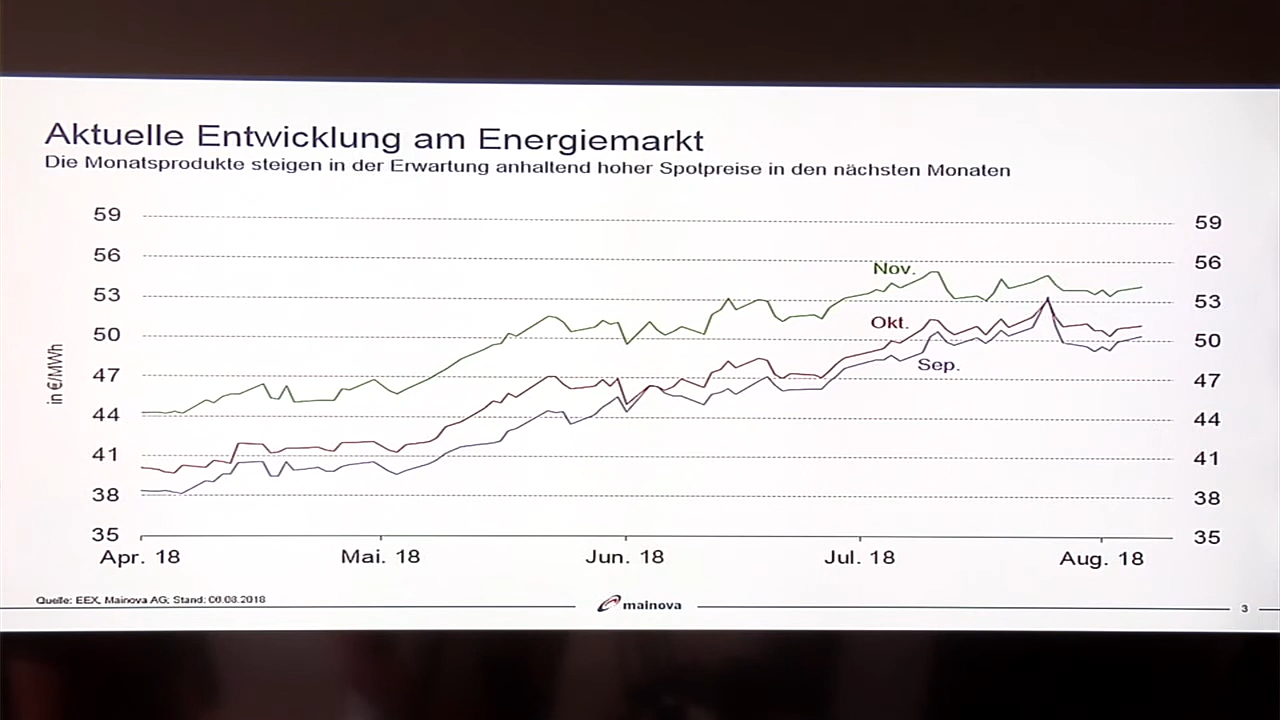 Aktuelle Entwicklung am Energiemarkt
Die Monatsprodukte steigen in der Erwartung anhaltend hoher Spotpreise in den nächsten Monaten
in €/MWh
59 59
56 56
53 53
50 50
47 47
44 44
41 41
38 38
35 35
Nov.
Okt.
Sep.
Apr. 18 Mai. 18 Jun. 18 Jul. 18 Aug. 18
Quelle: EEX, Mainova AG; Stand:
mainova
3